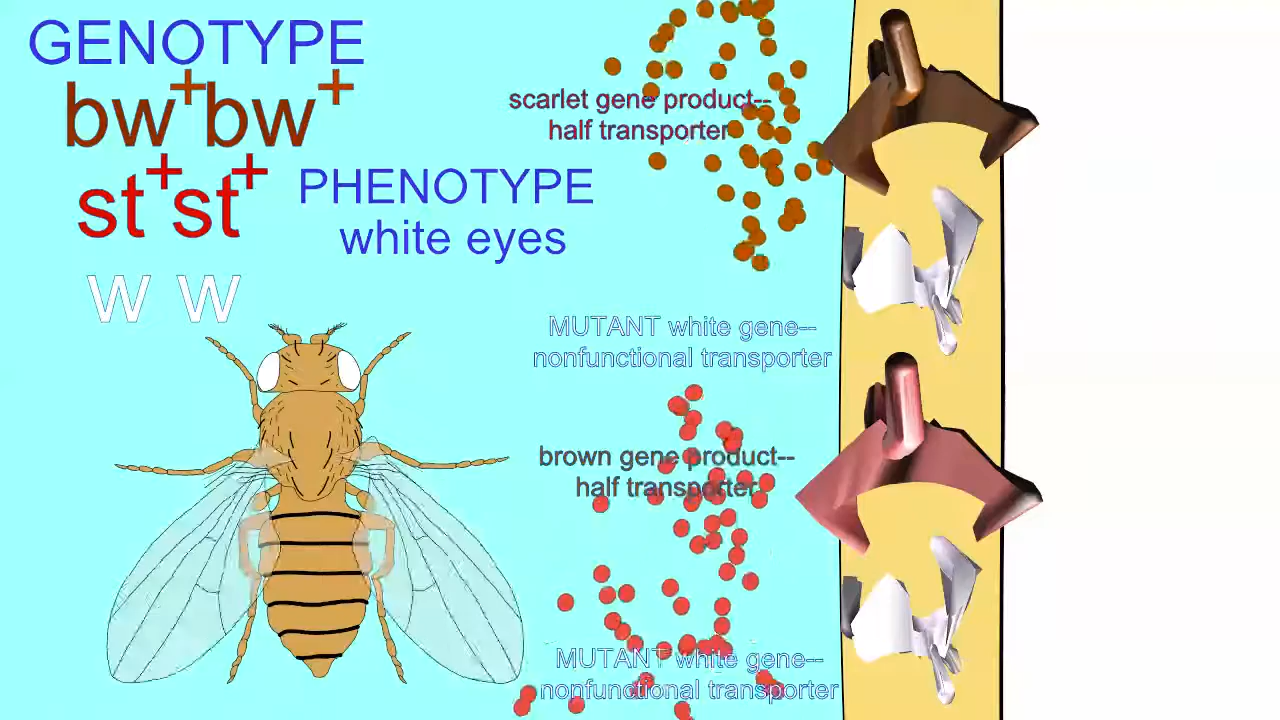 GENOTYPE
bw+bw+
st+st+
w w
PHENOTYPE
white eyes
scarlet gene product--
half transporter
MUTANT white gene--
nonfunctional transporter
brown gene product--
half transporter
MUTANT white gene--
nonfunctional transporter